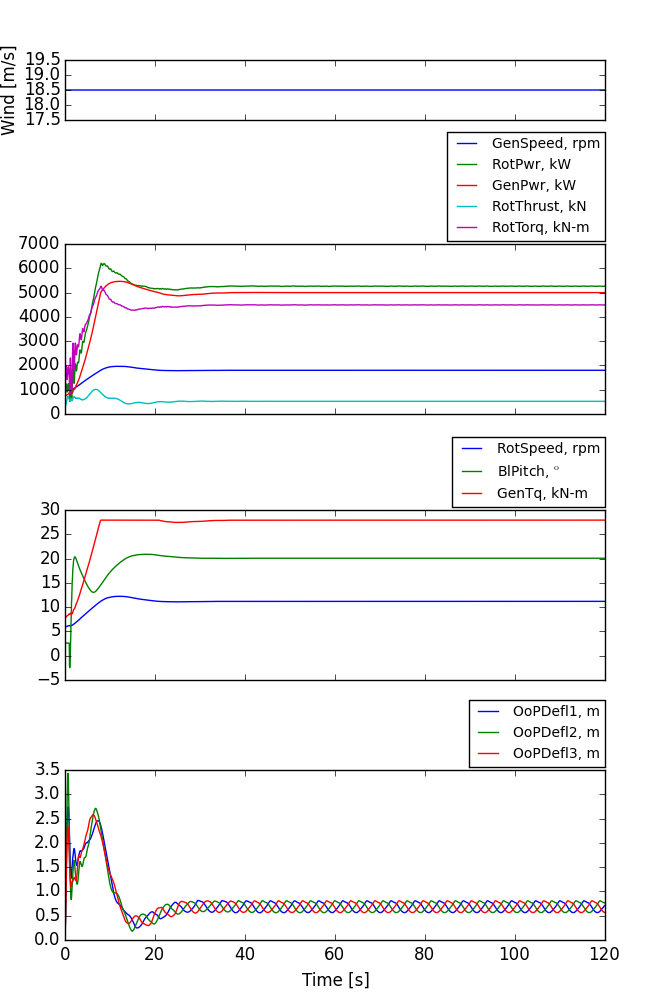 Wind [m/s]
19.5
19.0
18.5
18.0
17.5
GenSpeed, rpm
RotPwr, kW
GenPwr, kW
RotThrust, kN
RotTorq, kN-m
7000
6000
5000
4000
3000
2000
1000
0
RotSpeed, rpm
BlPitch, °
GenTq, kN-m
30
25
20
15
10
5
0
−5
OoPDefl1, m
OoPDefl2, m
OoPDefl3, m
3.5
3.0
2.5
2.0
1.5
1.0
0.5
0.0
0 20 40 60 80 100 120
Time [s]